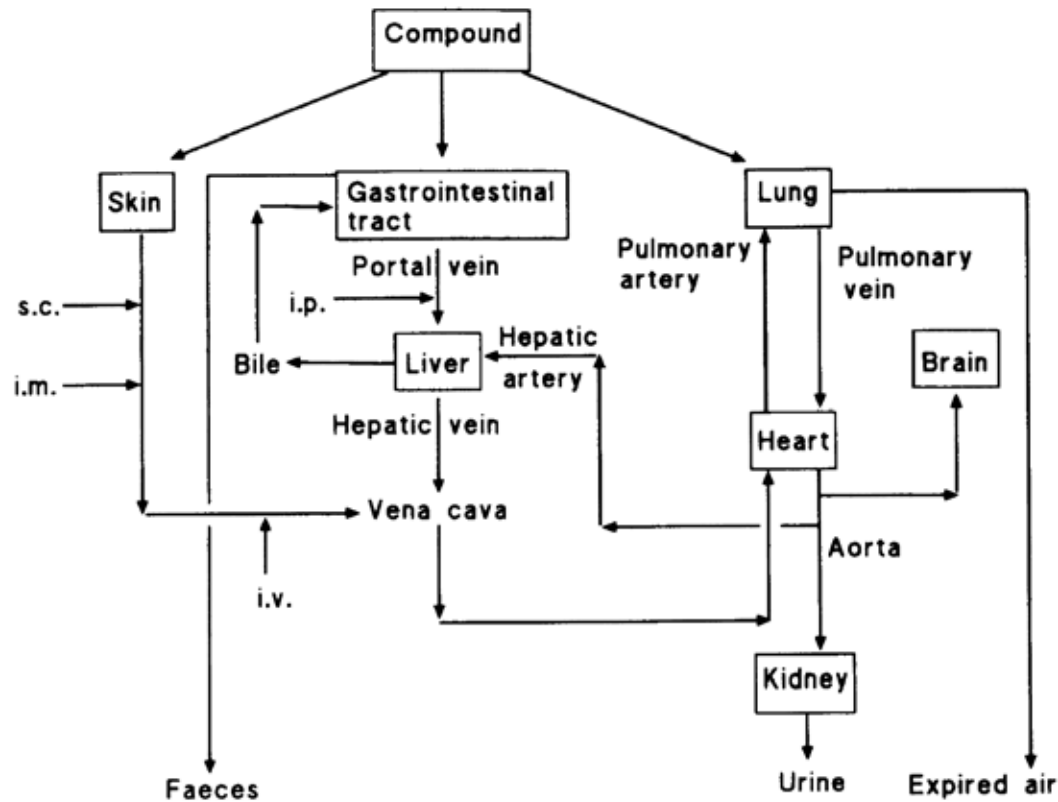 Compound
Skin
Gastrointestinal
tract
Lung
Portal vein
Pulmonary
artery
Pulmonary
vein
s.c.
i.p.
Bile
Liver
Hepatic
artery
Brain
i.m.
Hepatic vein
Heart
Vena cava
Aorta
i.v.
Kidney
Faeces
Urine
Expired air